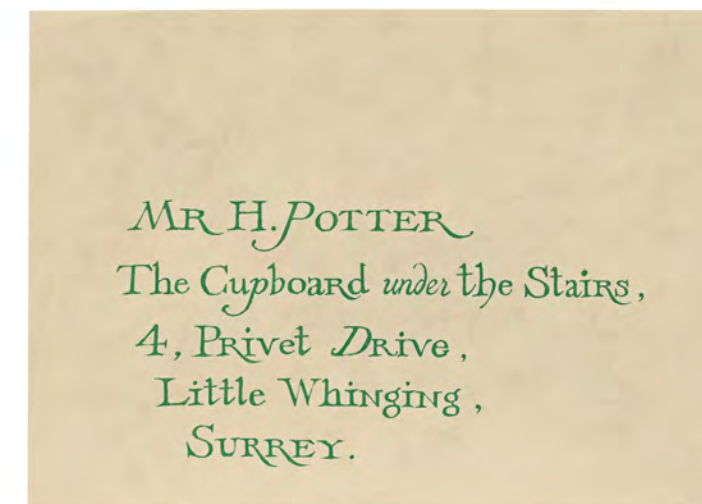 Mr H. Potter
The Cupboard under the Stairs,
4, Privet Drive,
Little Whinging,
Surrey.